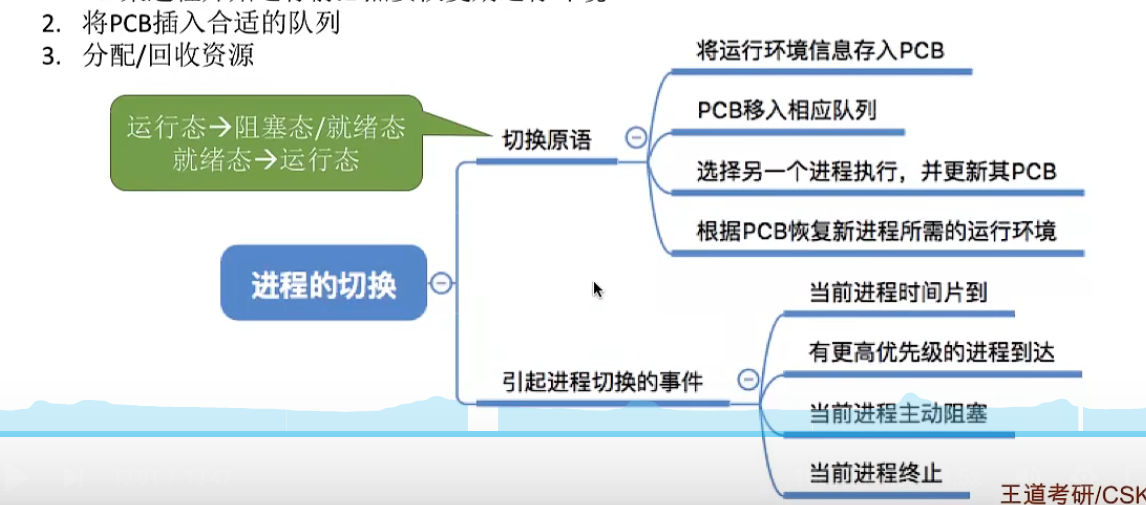 2. 将PCB插入合适的队列
3. 分配/回收资源
运行态→阻塞态/就绪态
就绪态→运行态
切换原语
将运行环境信息存入PCB
PCB移入相应队列
选择另一个进程执行，并更新其PCB
根据PCB恢复新进程所需的运行环境
进程的切换
引起进程切换的事件
当前进程时间片到
有更高优先级的进程到达
当前进程主动阻塞
当前进程终止
王道考研/CSK